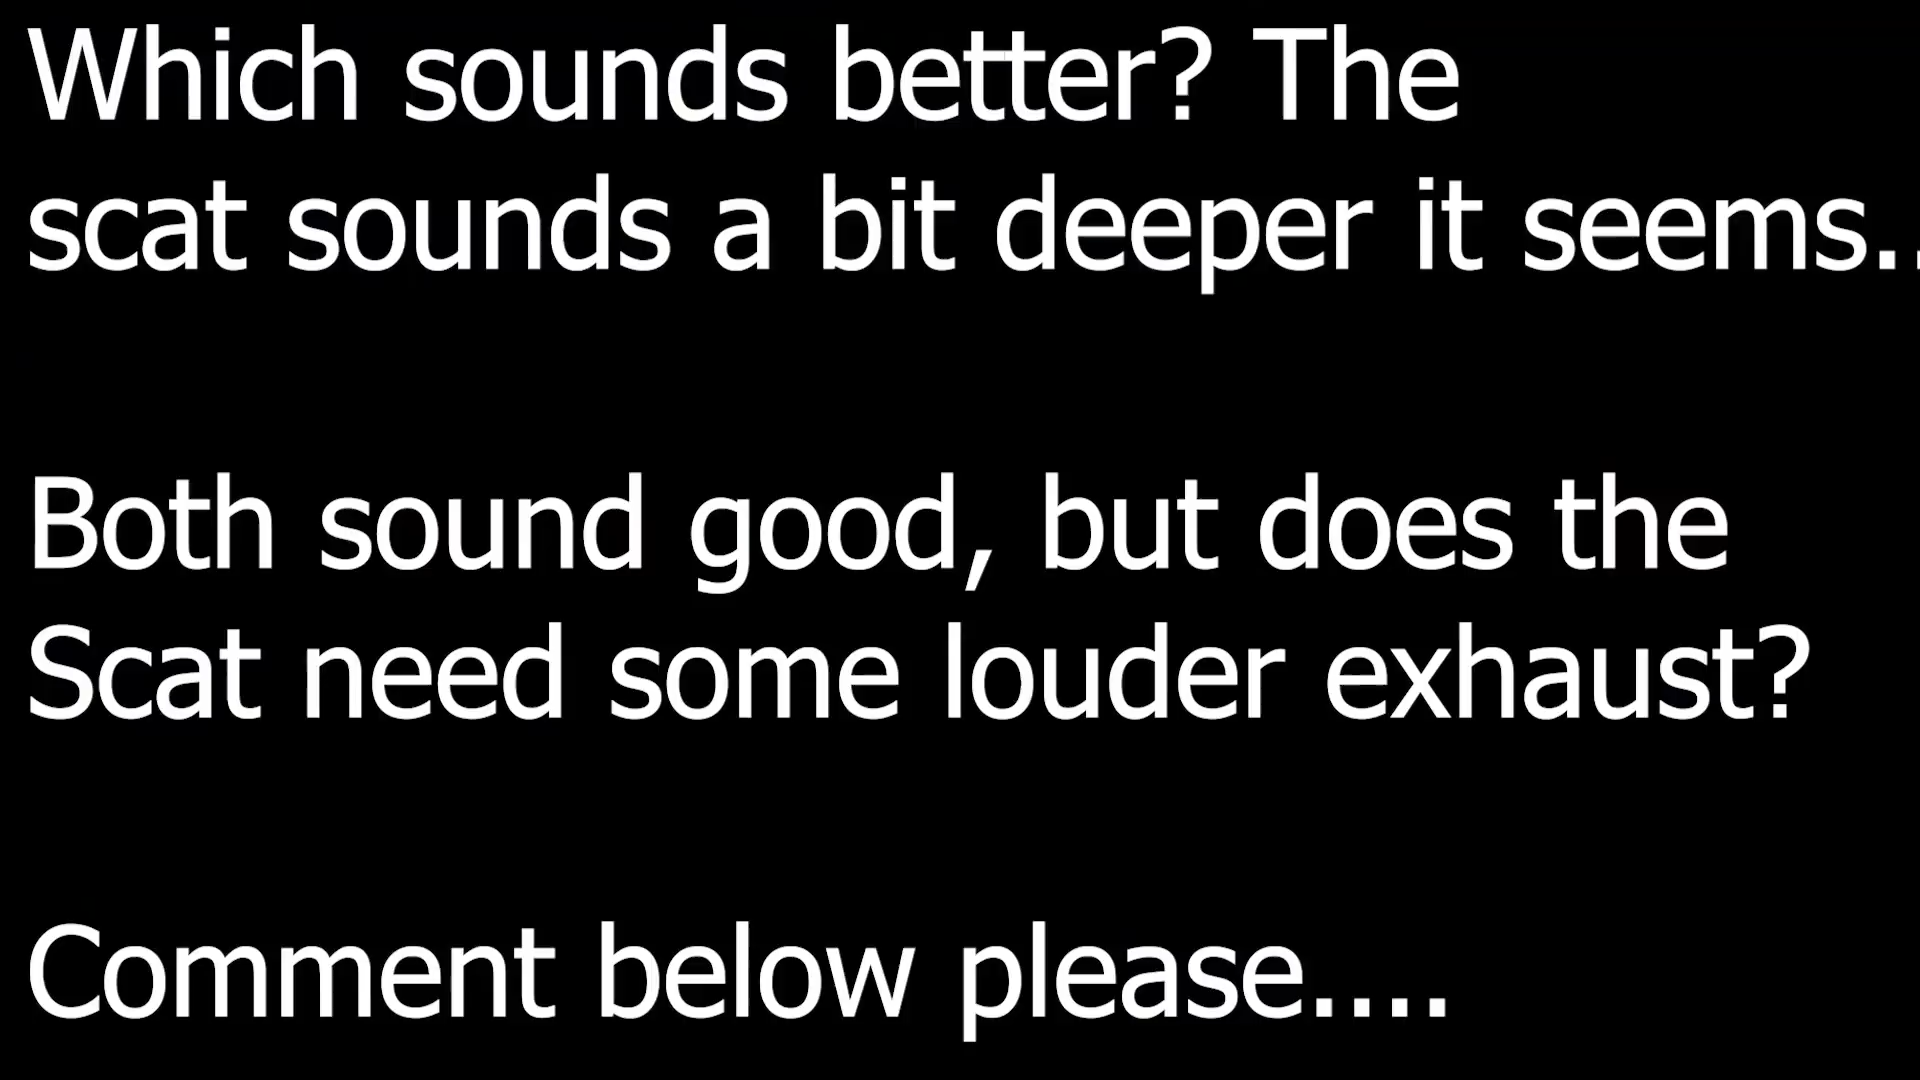 Which sounds better? The
scat sounds a bit deeper it seems..
Both sound good, but does the
Scat need some louder exhaust?
Comment below please....